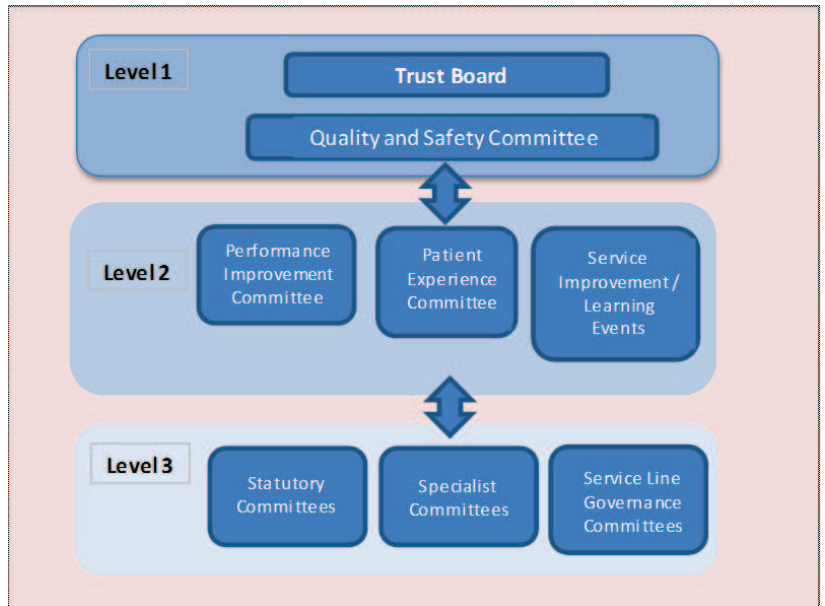 Level 1
Trust Board
Quality and Safety Committee
Level 2
Performance
Improvement
Committee
Patient
Experience
Committee
Service
Improvement /
Learning
Events
Level 3
Statutory
Committees
Specialist
Committees
Service Line
Governance
Committees